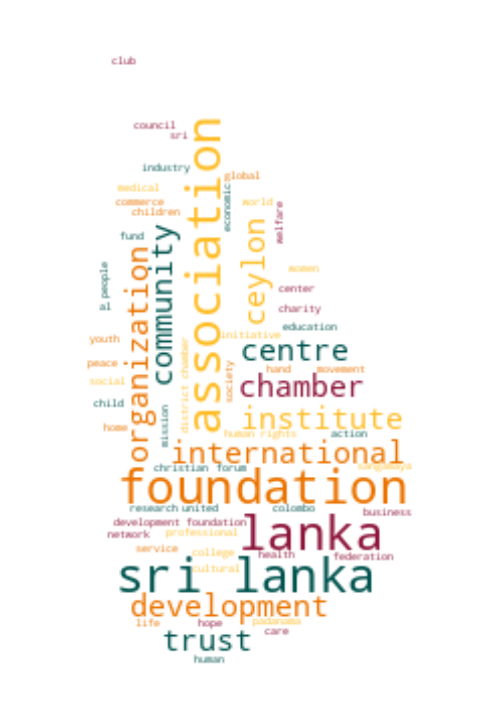 club
council
sri
industry
global
medical
economic
commerce
world
children
welfare
association
fund
community
ceylon
organization
people
women
al
center
charity
education
youth
initiative
district chamber
centre
peace
society
hand
movement
social
chamber
child
mission
institute
home
human rights
action
international
christian forum
sangamaya
foundation
research
united
colombo
business
development foundation
lanka
network
professional
service
college
health
federation
sri lanka
cultural
development
life
hope
padanama
trust
care
human